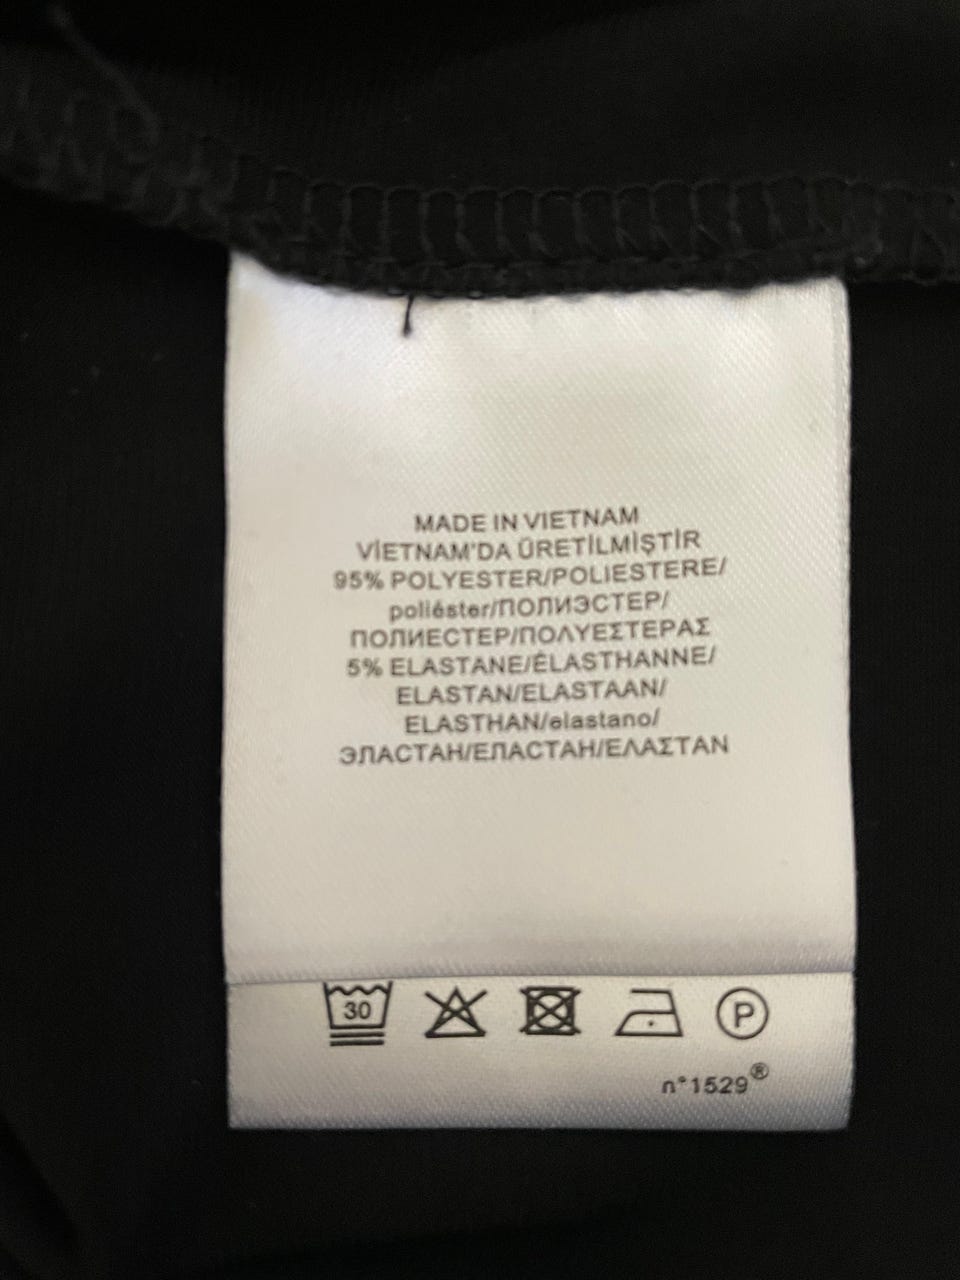 MADE IN VIETNAM
VİETNAM'DA ÜRETİLMİŞTİR
95% POLYESTER/POLIESTERE/
poliéster/ПОЛИЭСТЕР/
ПОЛИЕСТЕР/ΠΟΛΥΕΣΤΕΡΑΣ
5% ELASTANE/ÉLASTHANNE/
ELASTAN/ELASTAAN/
ELASTHAN/elastano/
ЭЛАСТАН/ЕЛАСТАН/ΕΛΑΣΤΑΝ
30 P
n°1529®